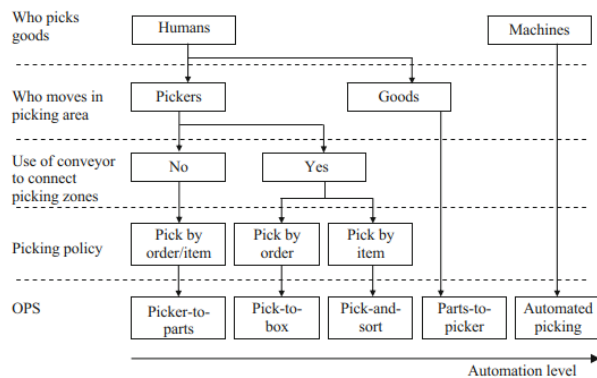 Who picks
goods
Humans
Machines
Who moves in
picking area
Pickers
Goods
Use of conveyor
to connect
picking zones
No
Yes
Picking policy
Pick by
order/item
Pick by
order
Pick by
item
OPS
Picker-to-
parts
Pick-to-
box
Pick-and-
sort
Parts-to-
picker
Automated
picking
Automation level